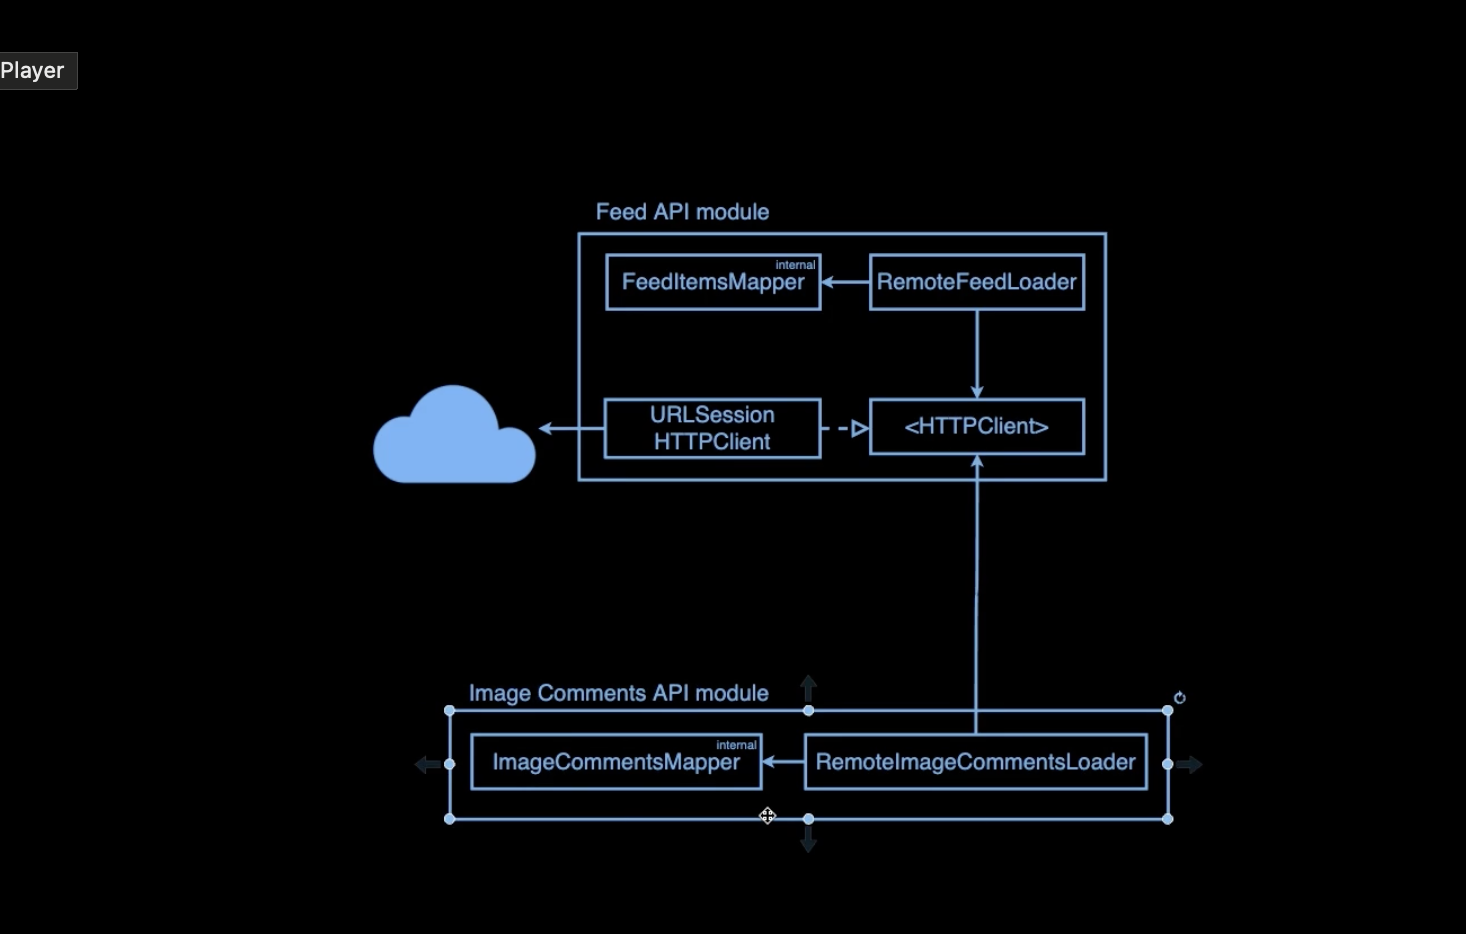 Player
Feed API module
internal
FeedItemsMapper
RemoteFeedLoader
URLSession
HTTPClient
<HTTPClient>
Image Comments API module
internal
ImageCommentsMapper
RemoteImageCommentsLoader